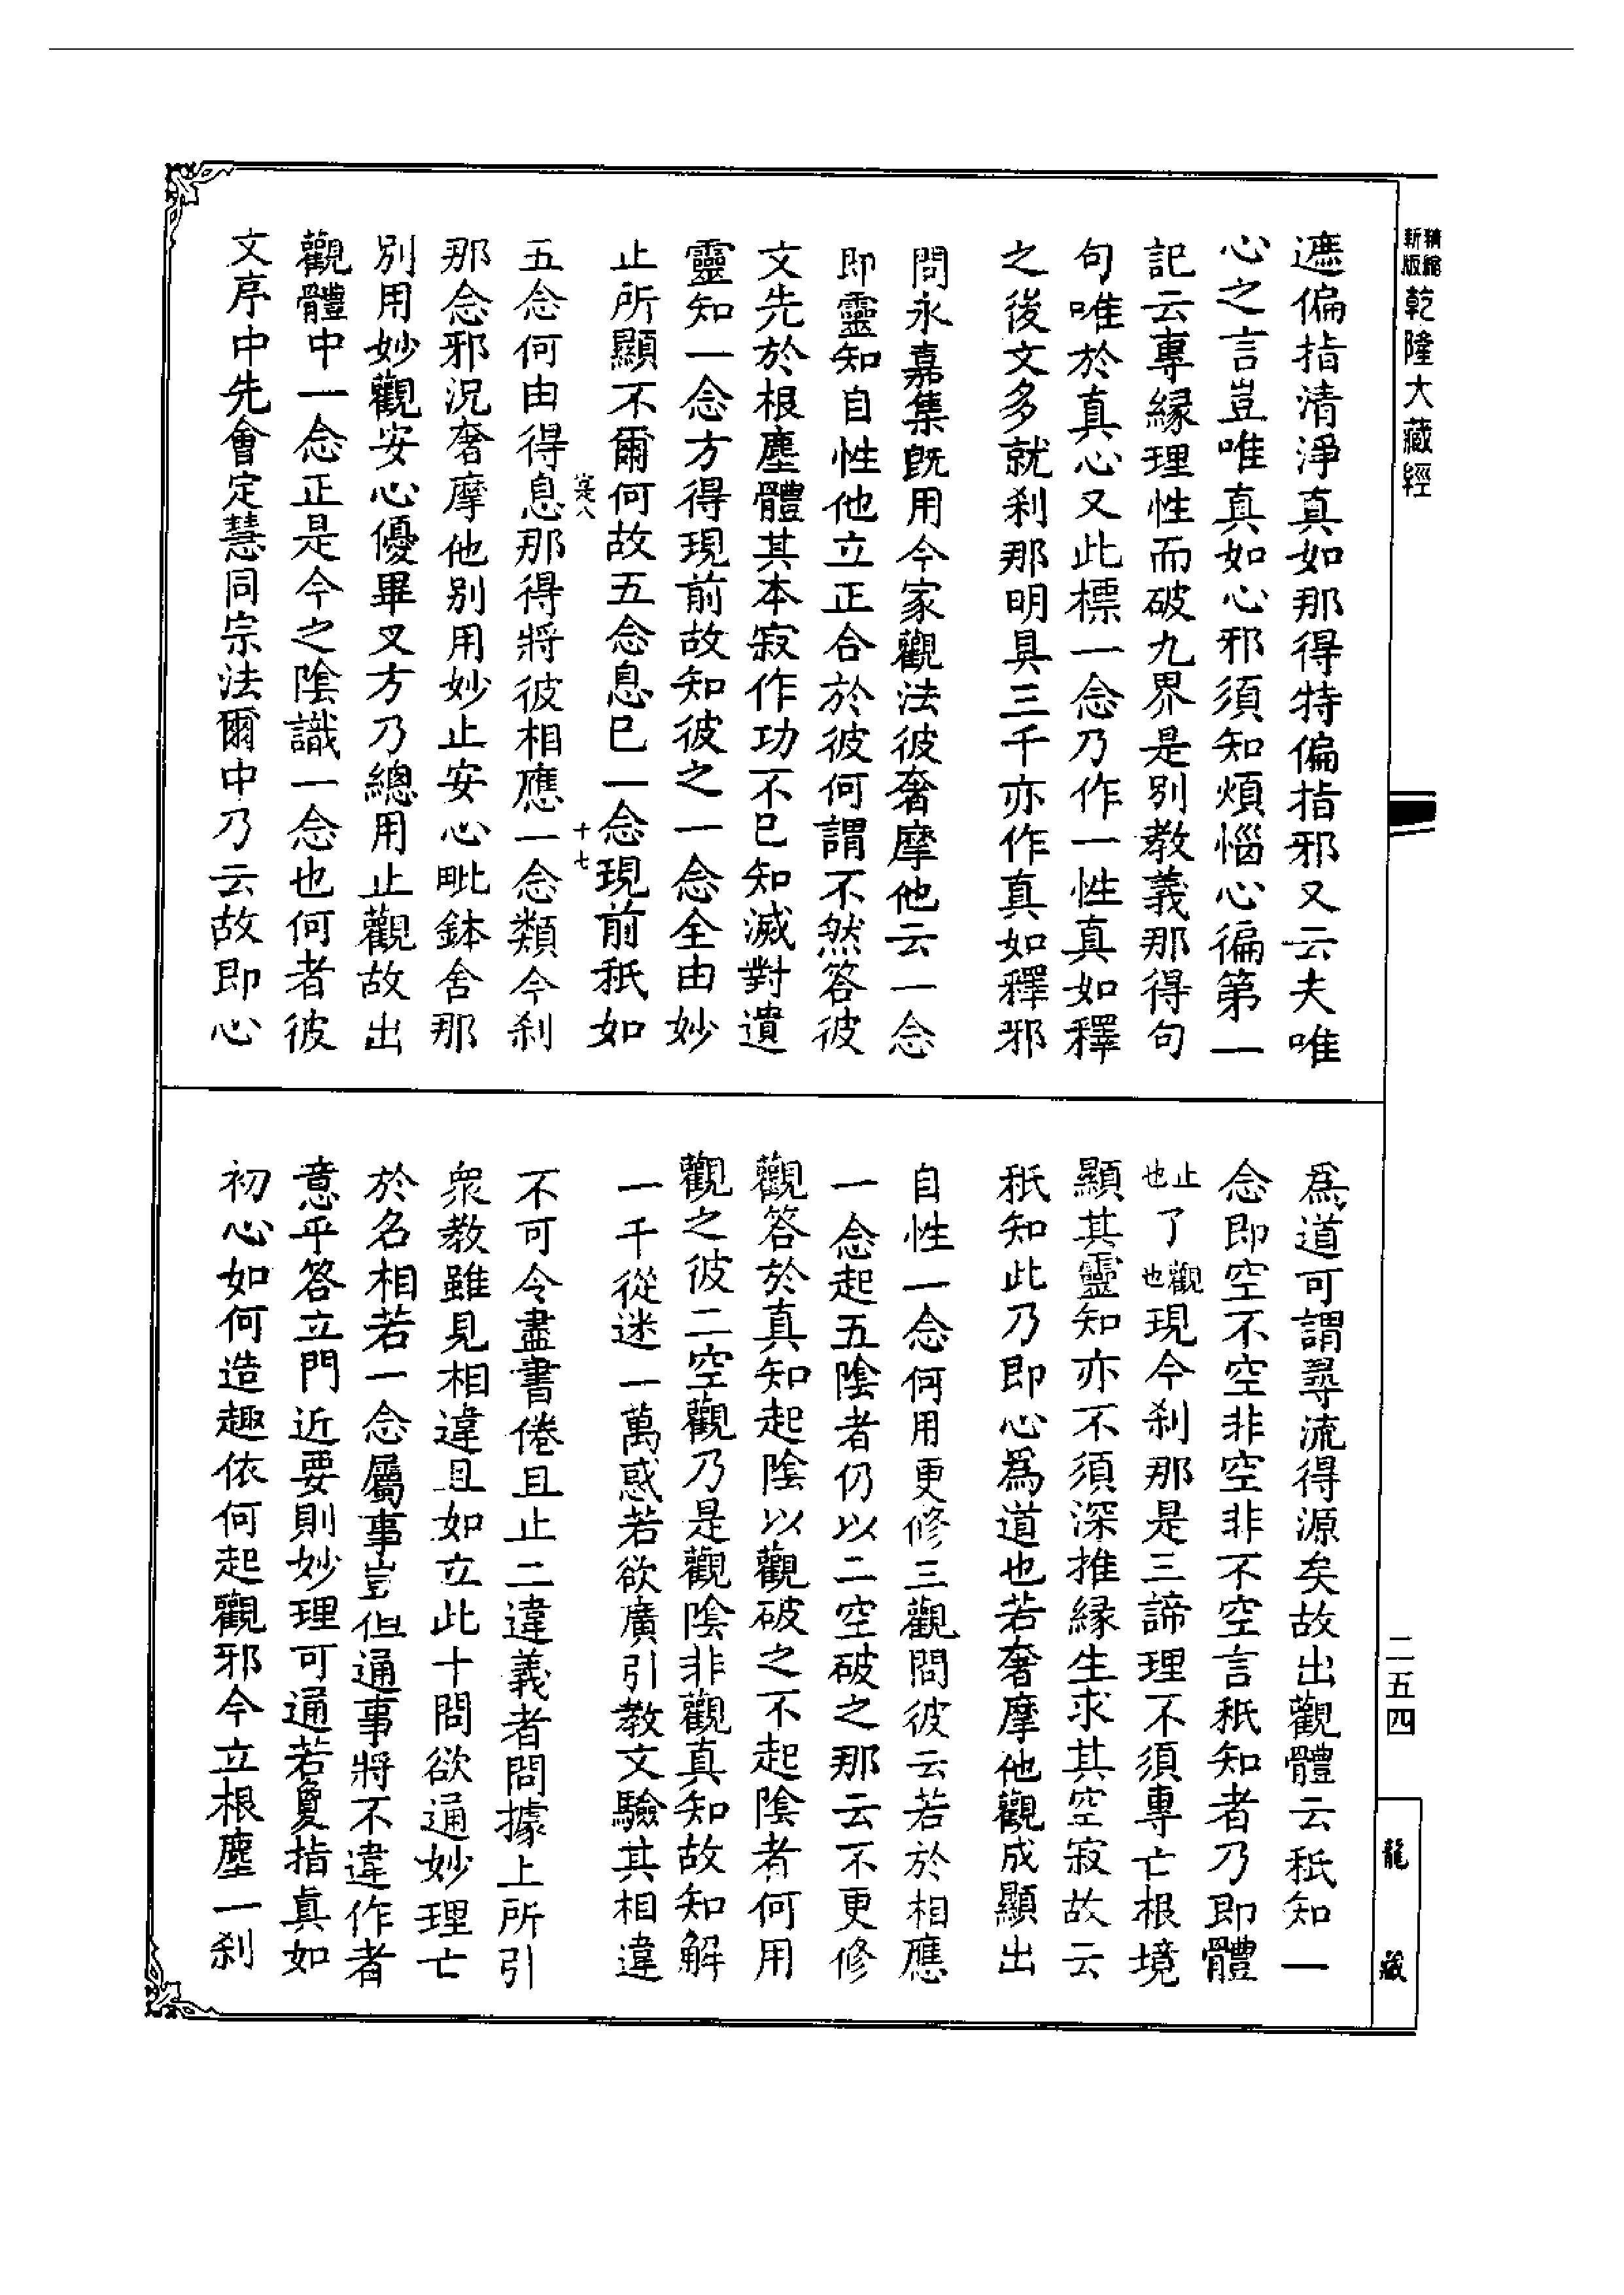 精縮
新版
乾隆大藏經
遮偏指清淨真如那得特偏指邪又云夫唯
心之言豈唯真如心邪須知煩惱心徧第一
記云專緣理性而破九界是別教義那得句
句唯於真心又此標一念乃作一性真如釋
之後文多就剎那明具三千亦作真如釋邪
問永嘉集既用今家觀法彼奢摩他云一念
即靈知自性他立正合於彼何謂不然答彼
文先於根塵體其本寂作功不已知滅對遺
靈知一念方得現前故知彼之一念全由妙
止所顯不爾何故五念息已一念現前秖如
寔八
十七
五念何由得息那得將彼相應一念類今剎
那念邪況奢摩他別用妙止安心毗鉢舍那
別用妙觀安心優畢叉方乃總用止觀故出
觀體中一念正是今之陰識一念也何者彼
文序中先會定慧同宗法爾中乃云故即心
為道可謂尋流得源矣故出觀體云秖知一
念即空不空非空非不空言秖知者乃即體
止也了觀也現今剎那是三諦理不須專亡根境
顯其靈知亦不須深推緣生求其空寂故云
秖知此乃即心為道也若奢摩他觀成顯出
自性一念何用更修三觀問彼云若於相應
一念起五陰者仍以二空破之那云不更修
觀答於真知起陰以觀破之不起陰者何用
觀之彼二空觀乃是觀陰非觀真知故知解
一千從迷一萬惑若欲廣引教文驗其相違
不可令盡書倦且止二違義者問據上所引
眾教雖見相違且如立此十問欲通妙理亡
於名相若一念屬事豈但通事將不違作者
意乎答立門近要則妙理可通若敻指真如
初心如何造趣依何起觀邪今立根塵一剎
二五四
龍藏